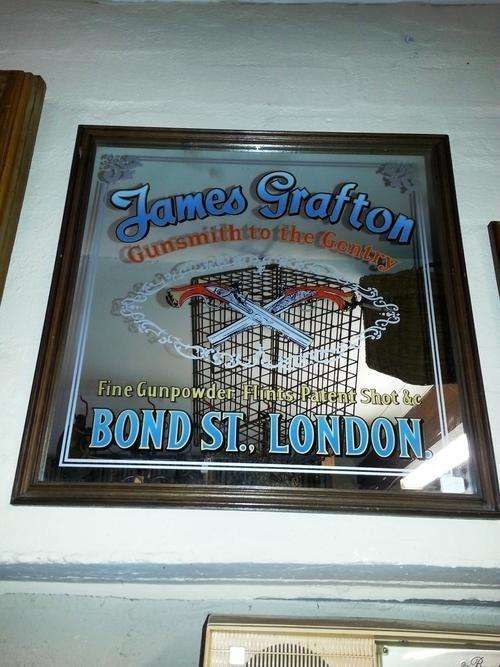 James Grafton
Gunsmith to the Gentry
Fine Gunpowder Flints Patent Shot &c
BOND ST., LONDON.